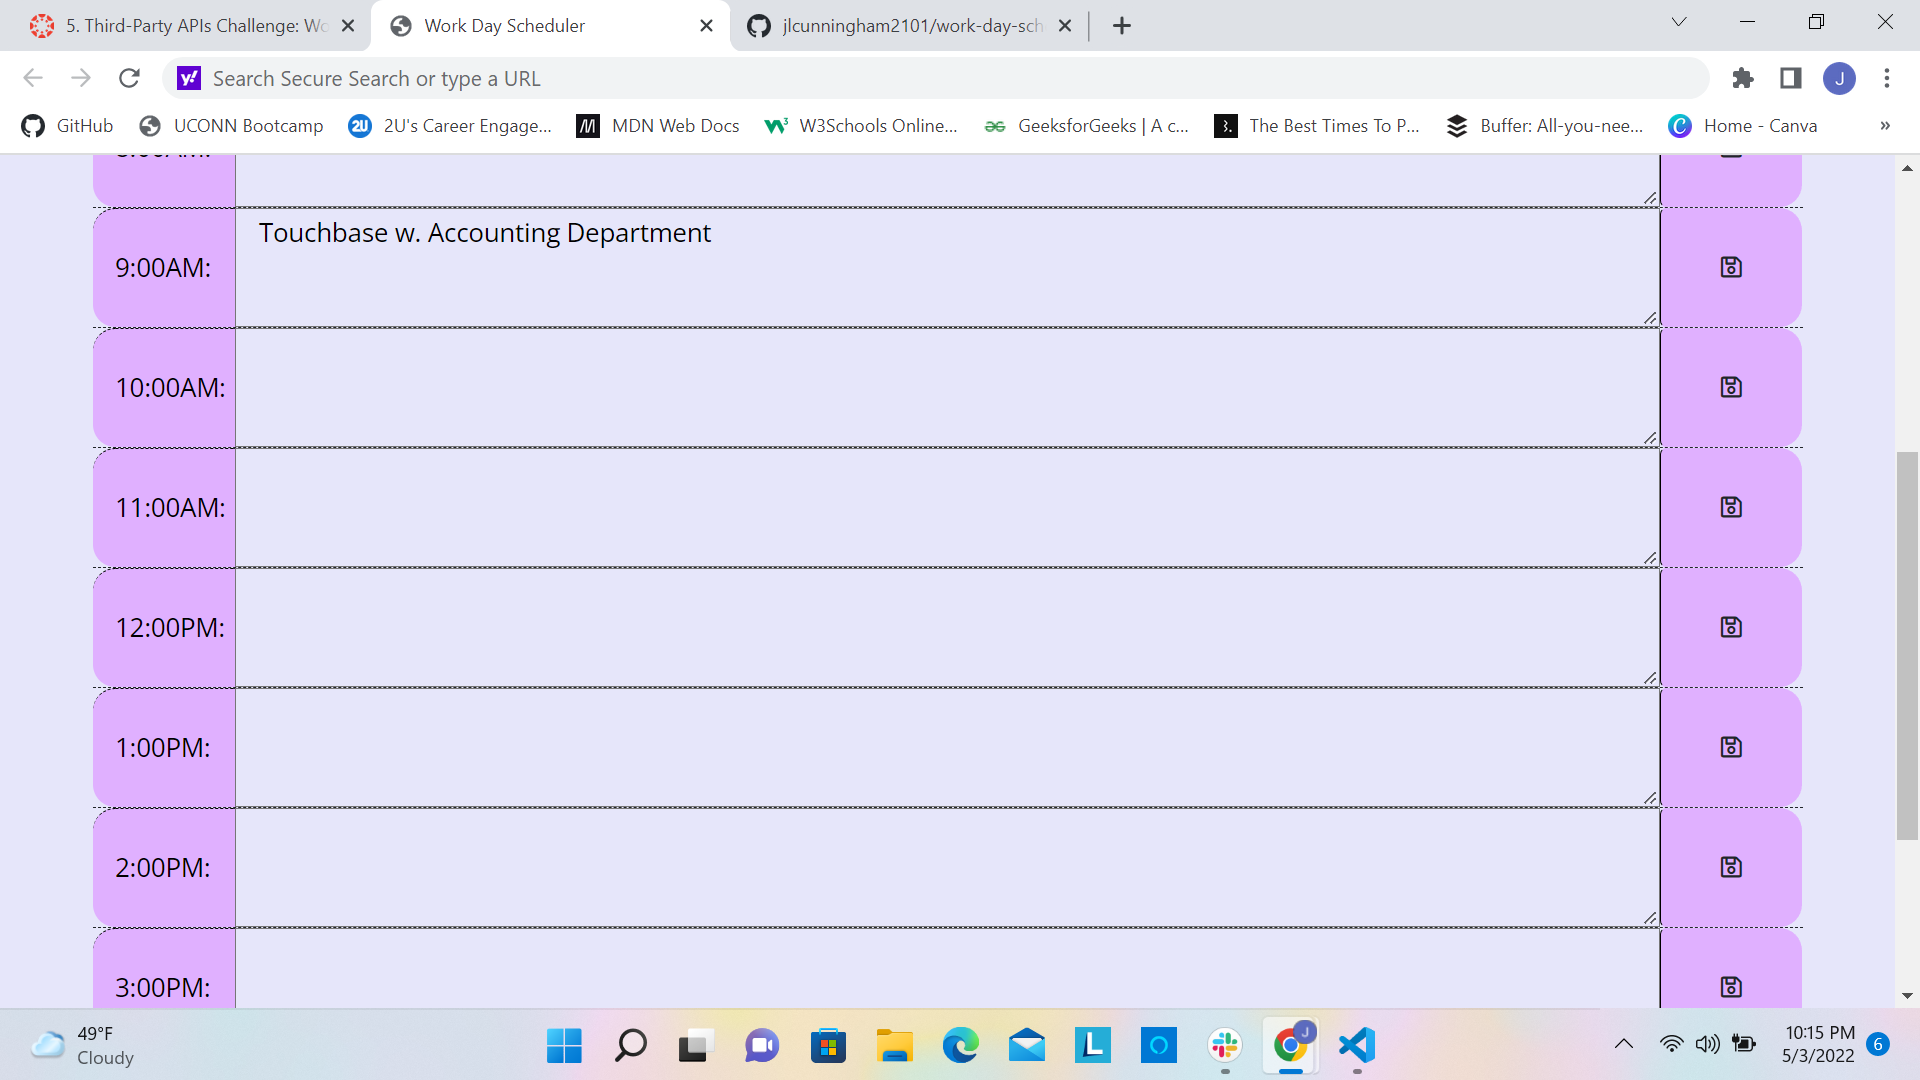 5. Third-Party APIs Challenge: Wo
Work Day Scheduler
jlcunningham2101/work-day-sch
Search Secure Search or type a URL
J
GitHub
UCONN Bootcamp
2U
2U's Career Engage...
MDN Web Docs
W3Schools Online...
GeeksforGeeks | A c...
The Best Times To P...
Buffer: All-you-nee...
Home - Canva
»
9:00AM:
Touchbase w. Accounting Department
10:00AM:
11:00AM:
12:00PM:
1:00PM:
2:00PM:
3:00PM:
49°F
Cloudy
L
J
10:15 PM
5/3/2022
6